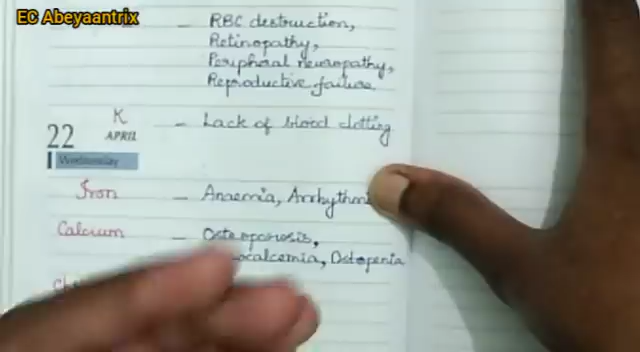 EC Abeyaantrix
- RBC destruction,
Retinopathy,
Peripheral neuropathy,
Reproductive failure.
K - Lack of blood clotting
22 APRIL
Wednesday
Iron - Anaemia,
Calcium - Osteoporosis,
Ostopenia